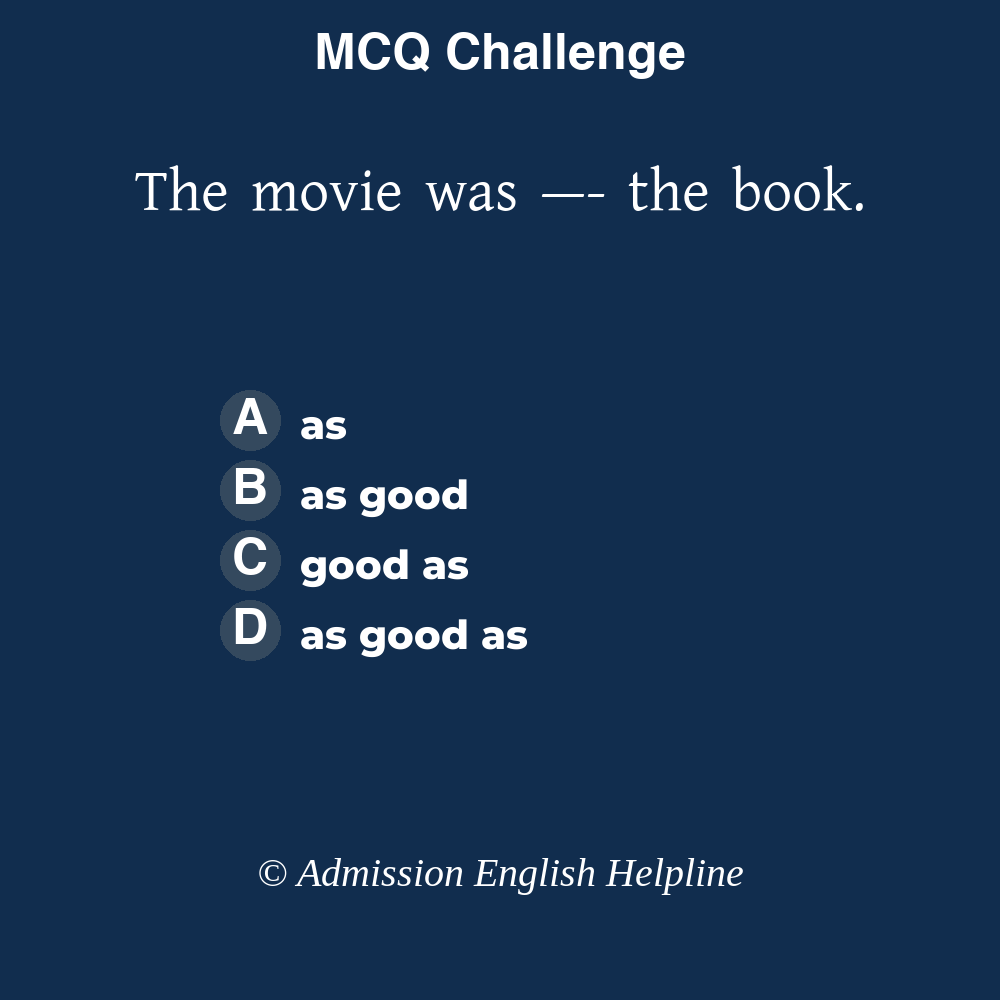 MCQ Challenge
The movie was —- the book.
A as
B as good
C good as
D as good as
© Admission English Helpline